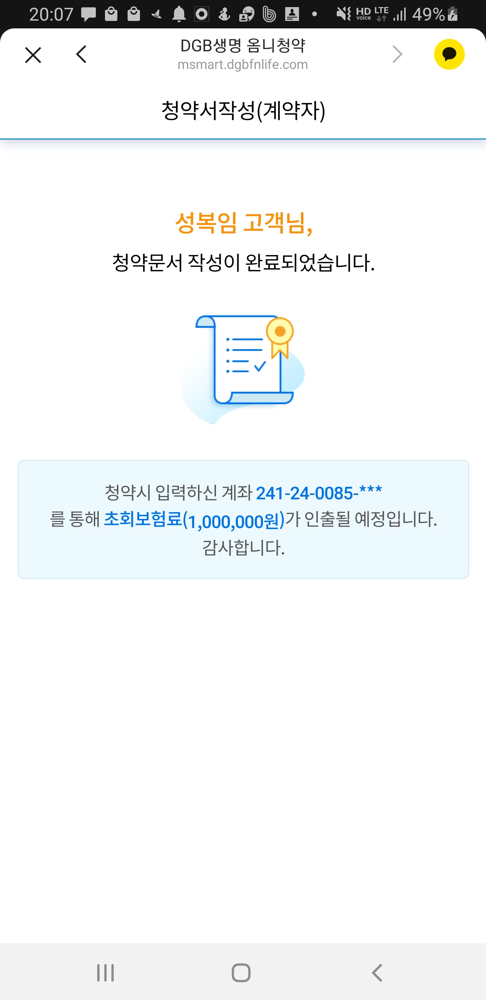 20:07 HD voice LTE 49%
DGB생명 옴니청약
msmart.dgbfnlife.com
청약서작성(계약자)
성복임 고객님,
청약문서 작성이 완료되었습니다.
청약시 입력하신 계좌 241-24-0085-***
를 통해 초회보험료(1,000,000원)가 인출될 예정입니다.
감사합니다.